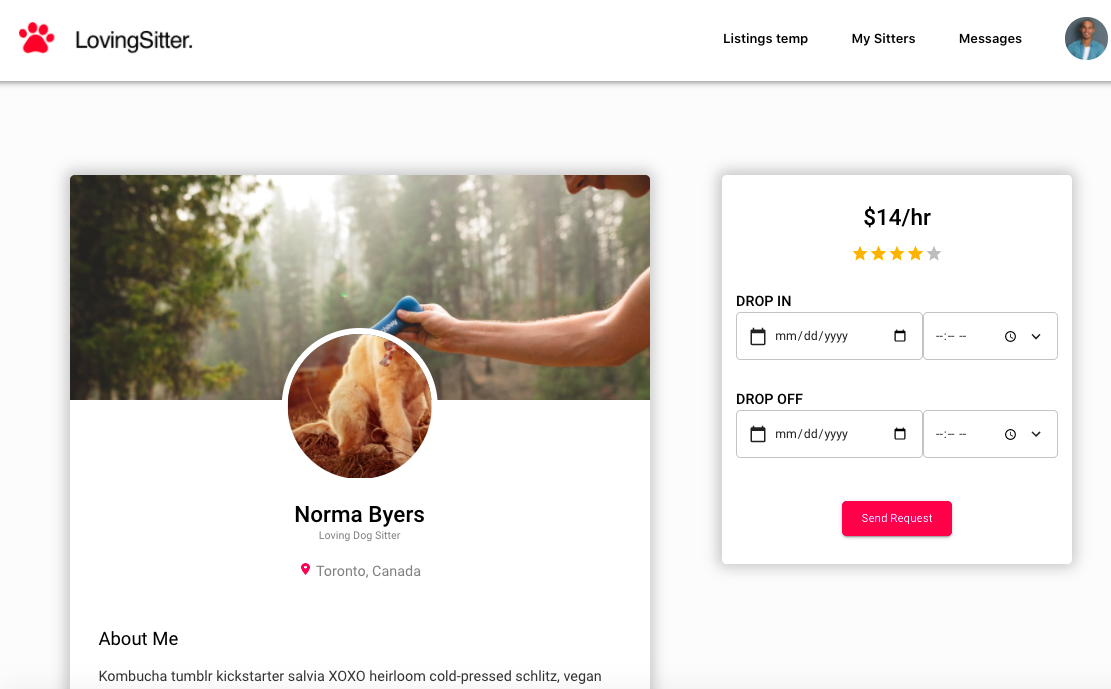 LovingSitter.
Listings temp
My Sitters
Messages
$14/hr
DROP IN
mm/dd/yyyy
--:-- --
DROP OFF
mm/dd/yyyy
--:-- --
Send Request
Norma Byers
Loving Dog Sitter
Toronto, Canada
About Me
Kombucha tumblr kickstarter salvia XOXO heirloom cold-pressed schlitz, vegan